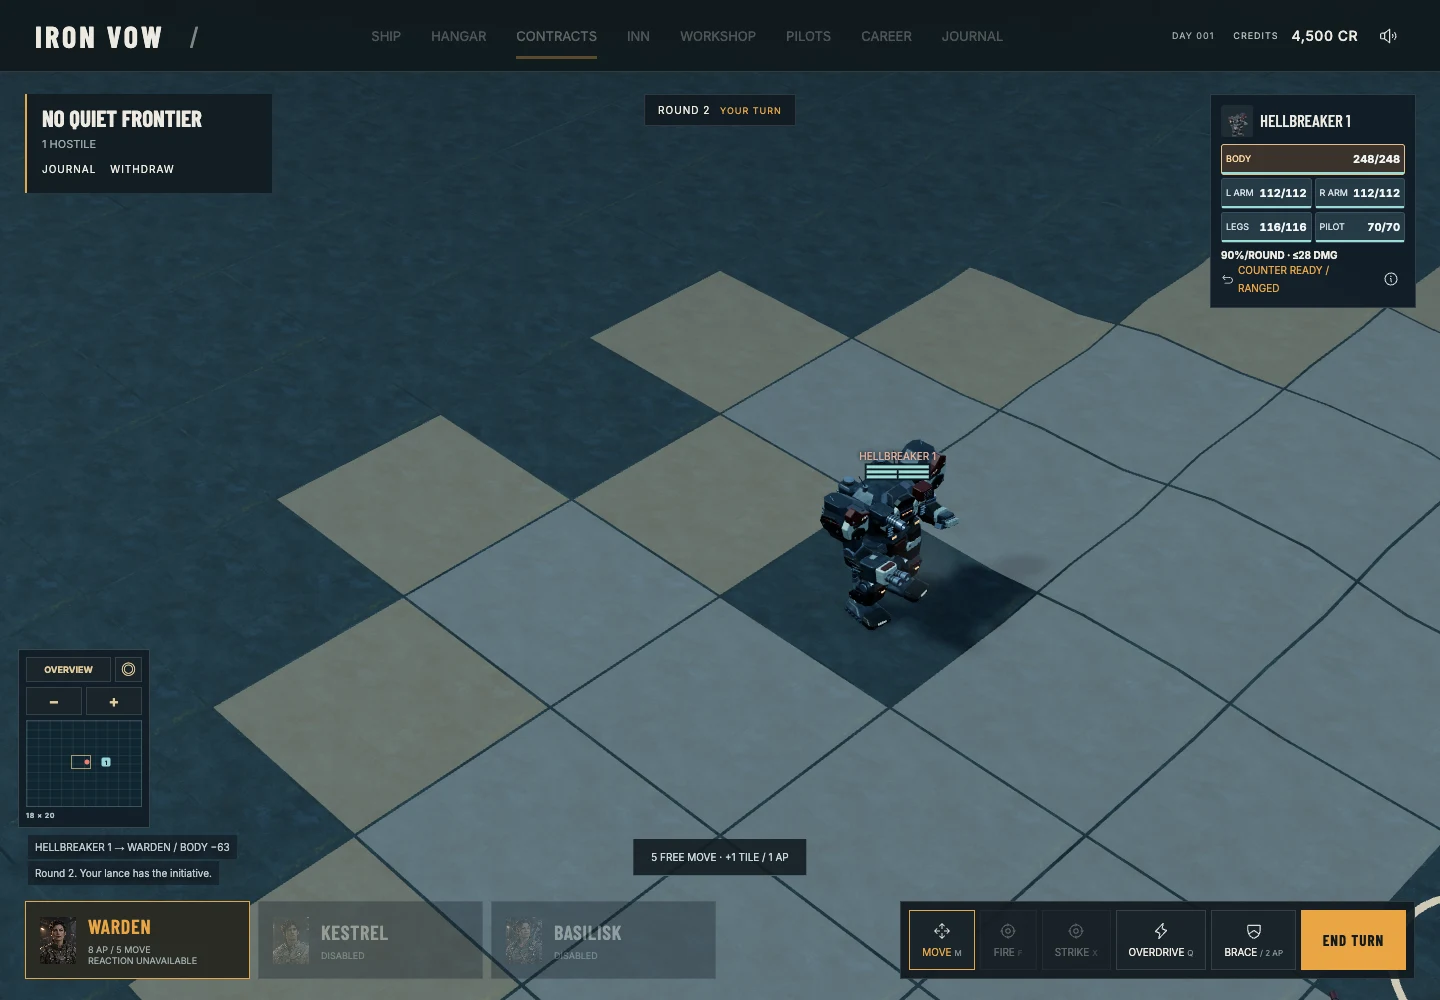 IRON VOW /
SHIP HANGAR CONTRACTS INN WORKSHOP PILOTS CAREER JOURNAL
DAY 001 CREDITS 4,500 CR
NO QUIET FRONTIER
1 HOSTILE
JOURNAL WITHDRAW
ROUND 2 YOUR TURN
HELLBREAKER 1
BODY 248/248
L ARM 112/112 R ARM 112/112
LEGS 116/116 PILOT 70/70
90%/ROUND · ≤28 DMG
COUNTER READY /
RANGED
HELLBREAKER 1
OVERVIEW
− +
1
18 × 20
HELLBREAKER 1 → WARDEN / BODY −63
Round 2. Your lance has the initiative.
5 FREE MOVE · +1 TILE / 1 AP
WARDEN
8 AP / 5 MOVE
REACTION UNAVAILABLE
KESTREL
DISABLED
BASILISK
DISABLED
MOVE M
FIRE F
STRIKE X
OVERDRIVE Q
BRACE / 2 AP
END TURN